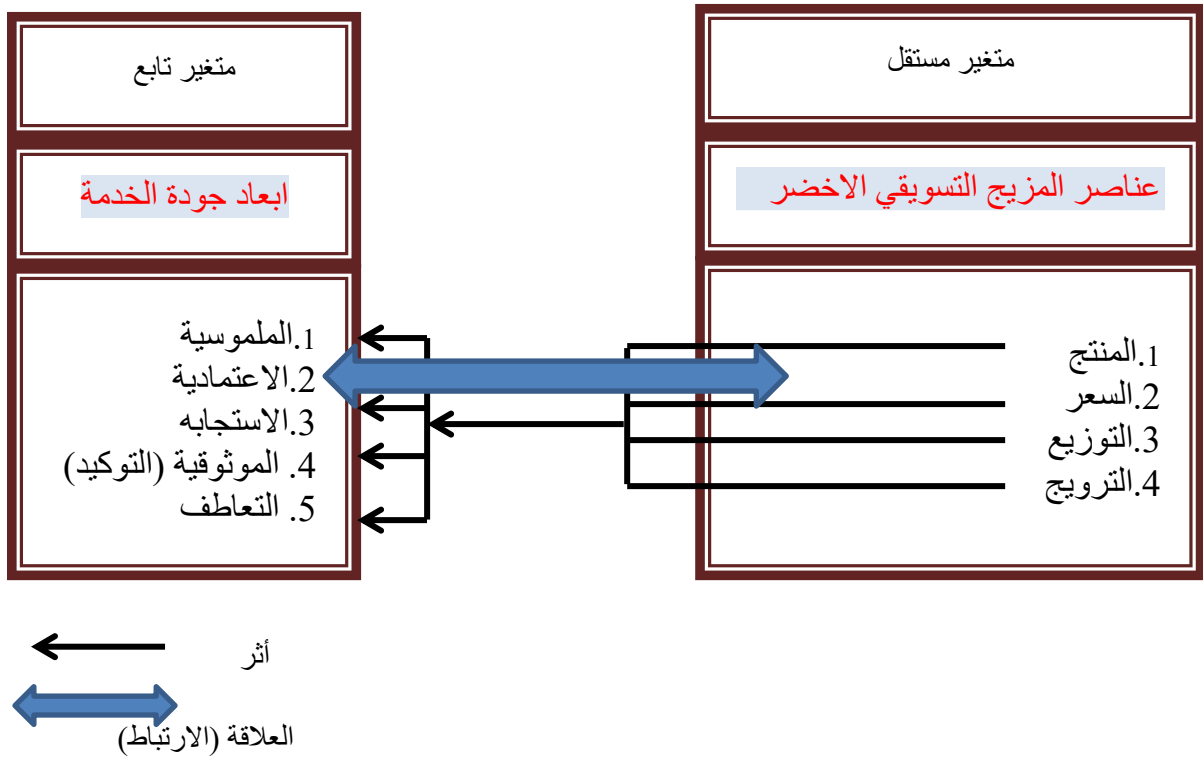 متغير مستقل
عناصر المزيج التسويقي الاخضر
1.المنتج
2.السعر
3.التوزيع
4.الترويج
متغير تابع
ابعاد جودة الخدمة
1.الملموسية
2.الاعتمادية
3.الاستجابه
4. الموثوقية (التوكيد)
5. التعاطف
أثر
العلاقة (الارتباط)